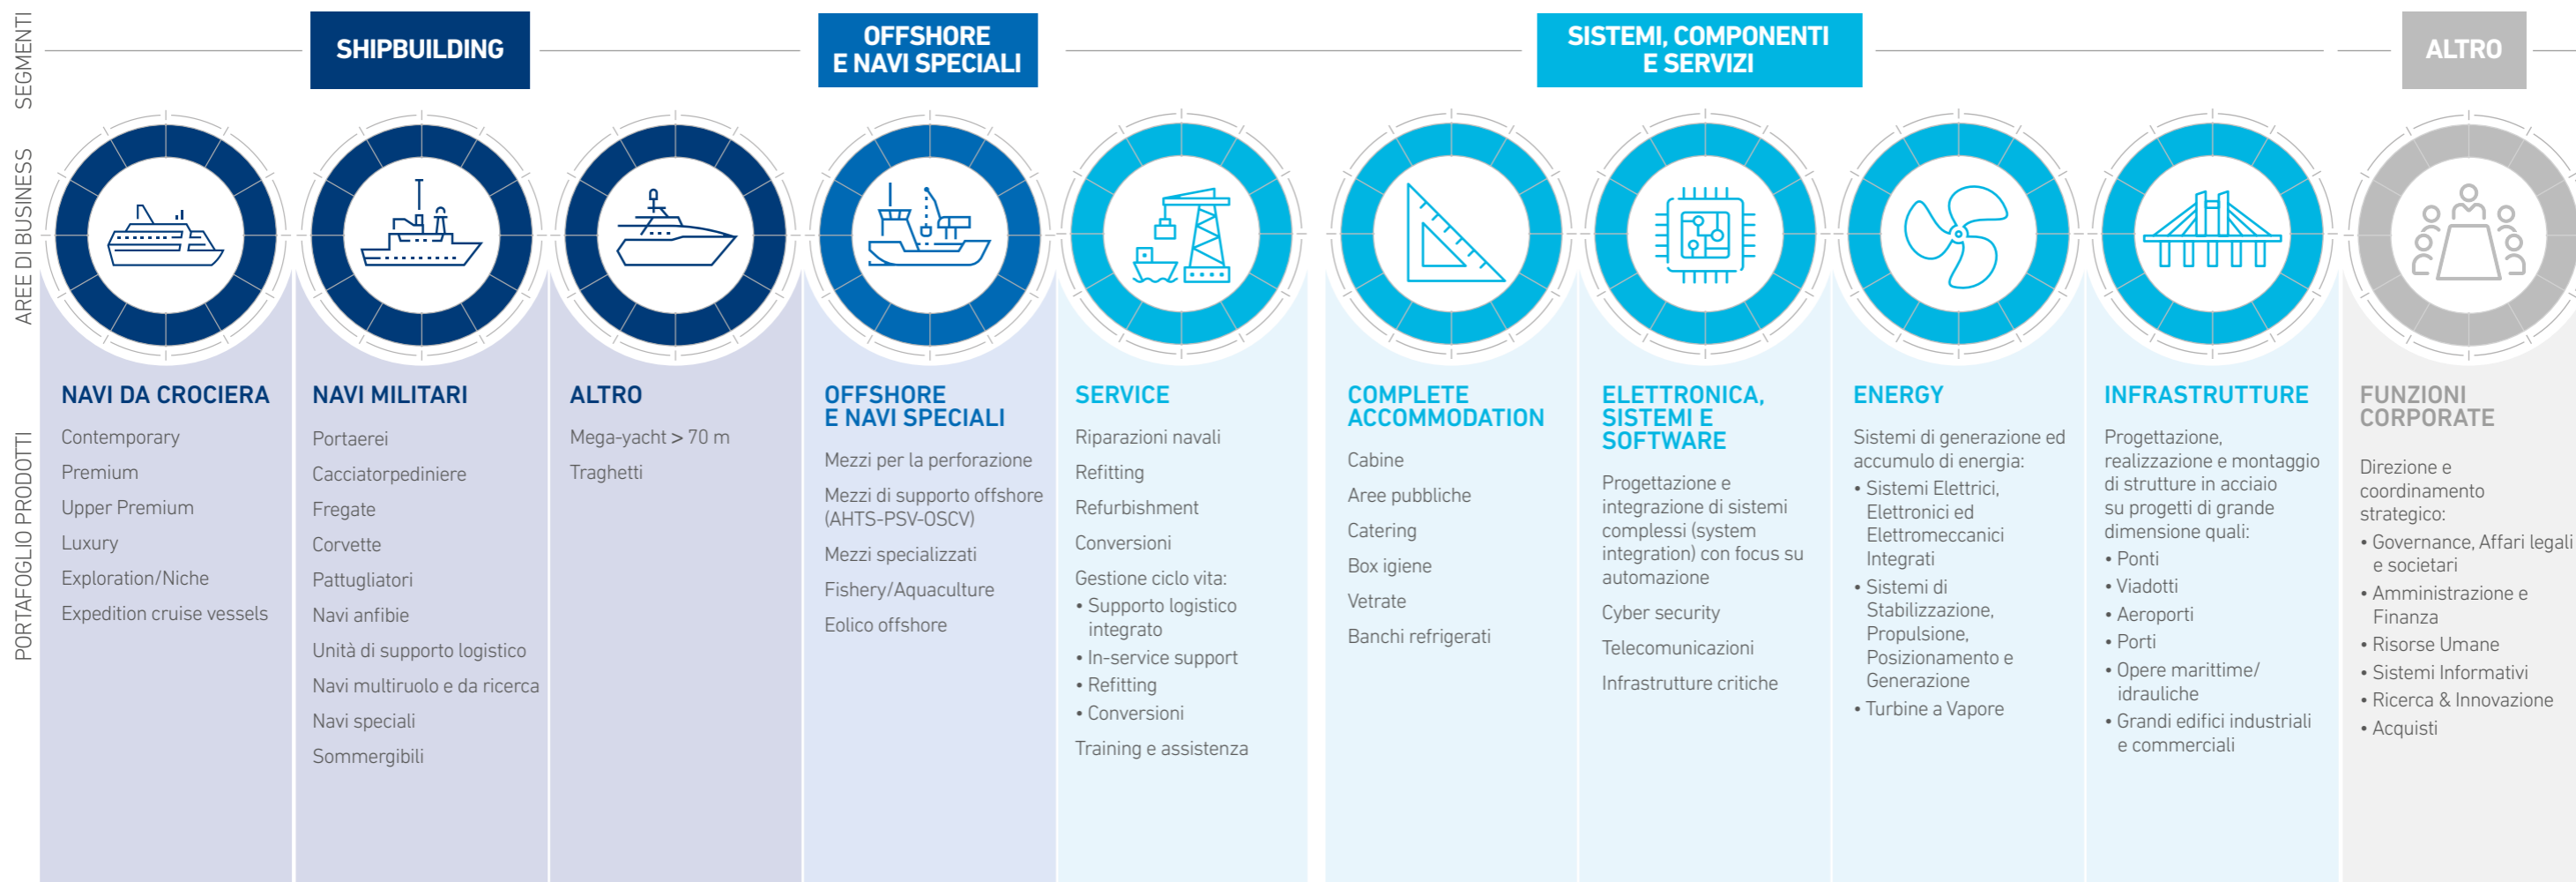 SEGMENTI
SHIPBUILDING
OFFSHORE
E NAVI SPECIALI
SISTEMI, COMPONENTI
E SERVIZI
ALTRO
AREE DI BUSINESS
PORTAFOGLIO PRODOTTI
NAVI DA CROCIERA
Contemporary
Premium
Upper Premium
Luxury
Exploration/Niche
Expedition cruise vessels
NAVI MILITARI
Portaerei
Cacciatorpediniere
Fregate
Corvette
Pattugliatori
Navi anfibie
Unità di supporto logistico
Navi multiruolo e da ricerca
Navi speciali
Sommergibili
ALTRO
Mega-yacht > 70 m
Traghetti
OFFSHORE
E NAVI SPECIALI
Mezzi per la perforazione
Mezzi di supporto offshore
(AHTS-PSV-OSCV)
Mezzi specializzati
Fishery/Aquaculture
Eolico offshore
SERVICE
Riparazioni navali
Refitting
Refurbishment
Conversioni
Gestione ciclo vita:
• Supporto logistico
integrato
• In-service support
• Refitting
• Conversioni
Training e assistenza
COMPLETE
ACCOMMODATION
Cabine
Aree pubbliche
Catering
Box igiene
Vetrate
Banchi refrigerati
ELETTRONICA,
SISTEMI E
SOFTWARE
Progettazione e
integrazione di sistemi
complessi (system
integration) con focus su
automazione
Cyber security
Telecomunicazioni
Infrastrutture critiche
ENERGY
Sistemi di generazione ed
accumulo di energia:
• Sistemi Elettrici,
Elettronici ed
Elettromeccanici
Integrati
• Sistemi di
Stabilizzazione,
Propulsione,
Posizionamento e
Generazione
• Turbine a Vapore
INFRASTRUTTURE
Progettazione,
realizzazione e montaggio
di strutture in acciaio
su progetti di grande
dimensione quali:
• Ponti
• Viadotti
• Aeroporti
• Porti
• Opere marittime/
idrauliche
• Grandi edifici industriali
e commerciali
FUNZIONI
CORPORATE
Direzione e
coordinamento
strategico:
• Governance, Affari legali
e societari
• Amministrazione e
Finanza
• Risorse Umane
• Sistemi Informativi
• Ricerca & Innovazione
• Acquisti